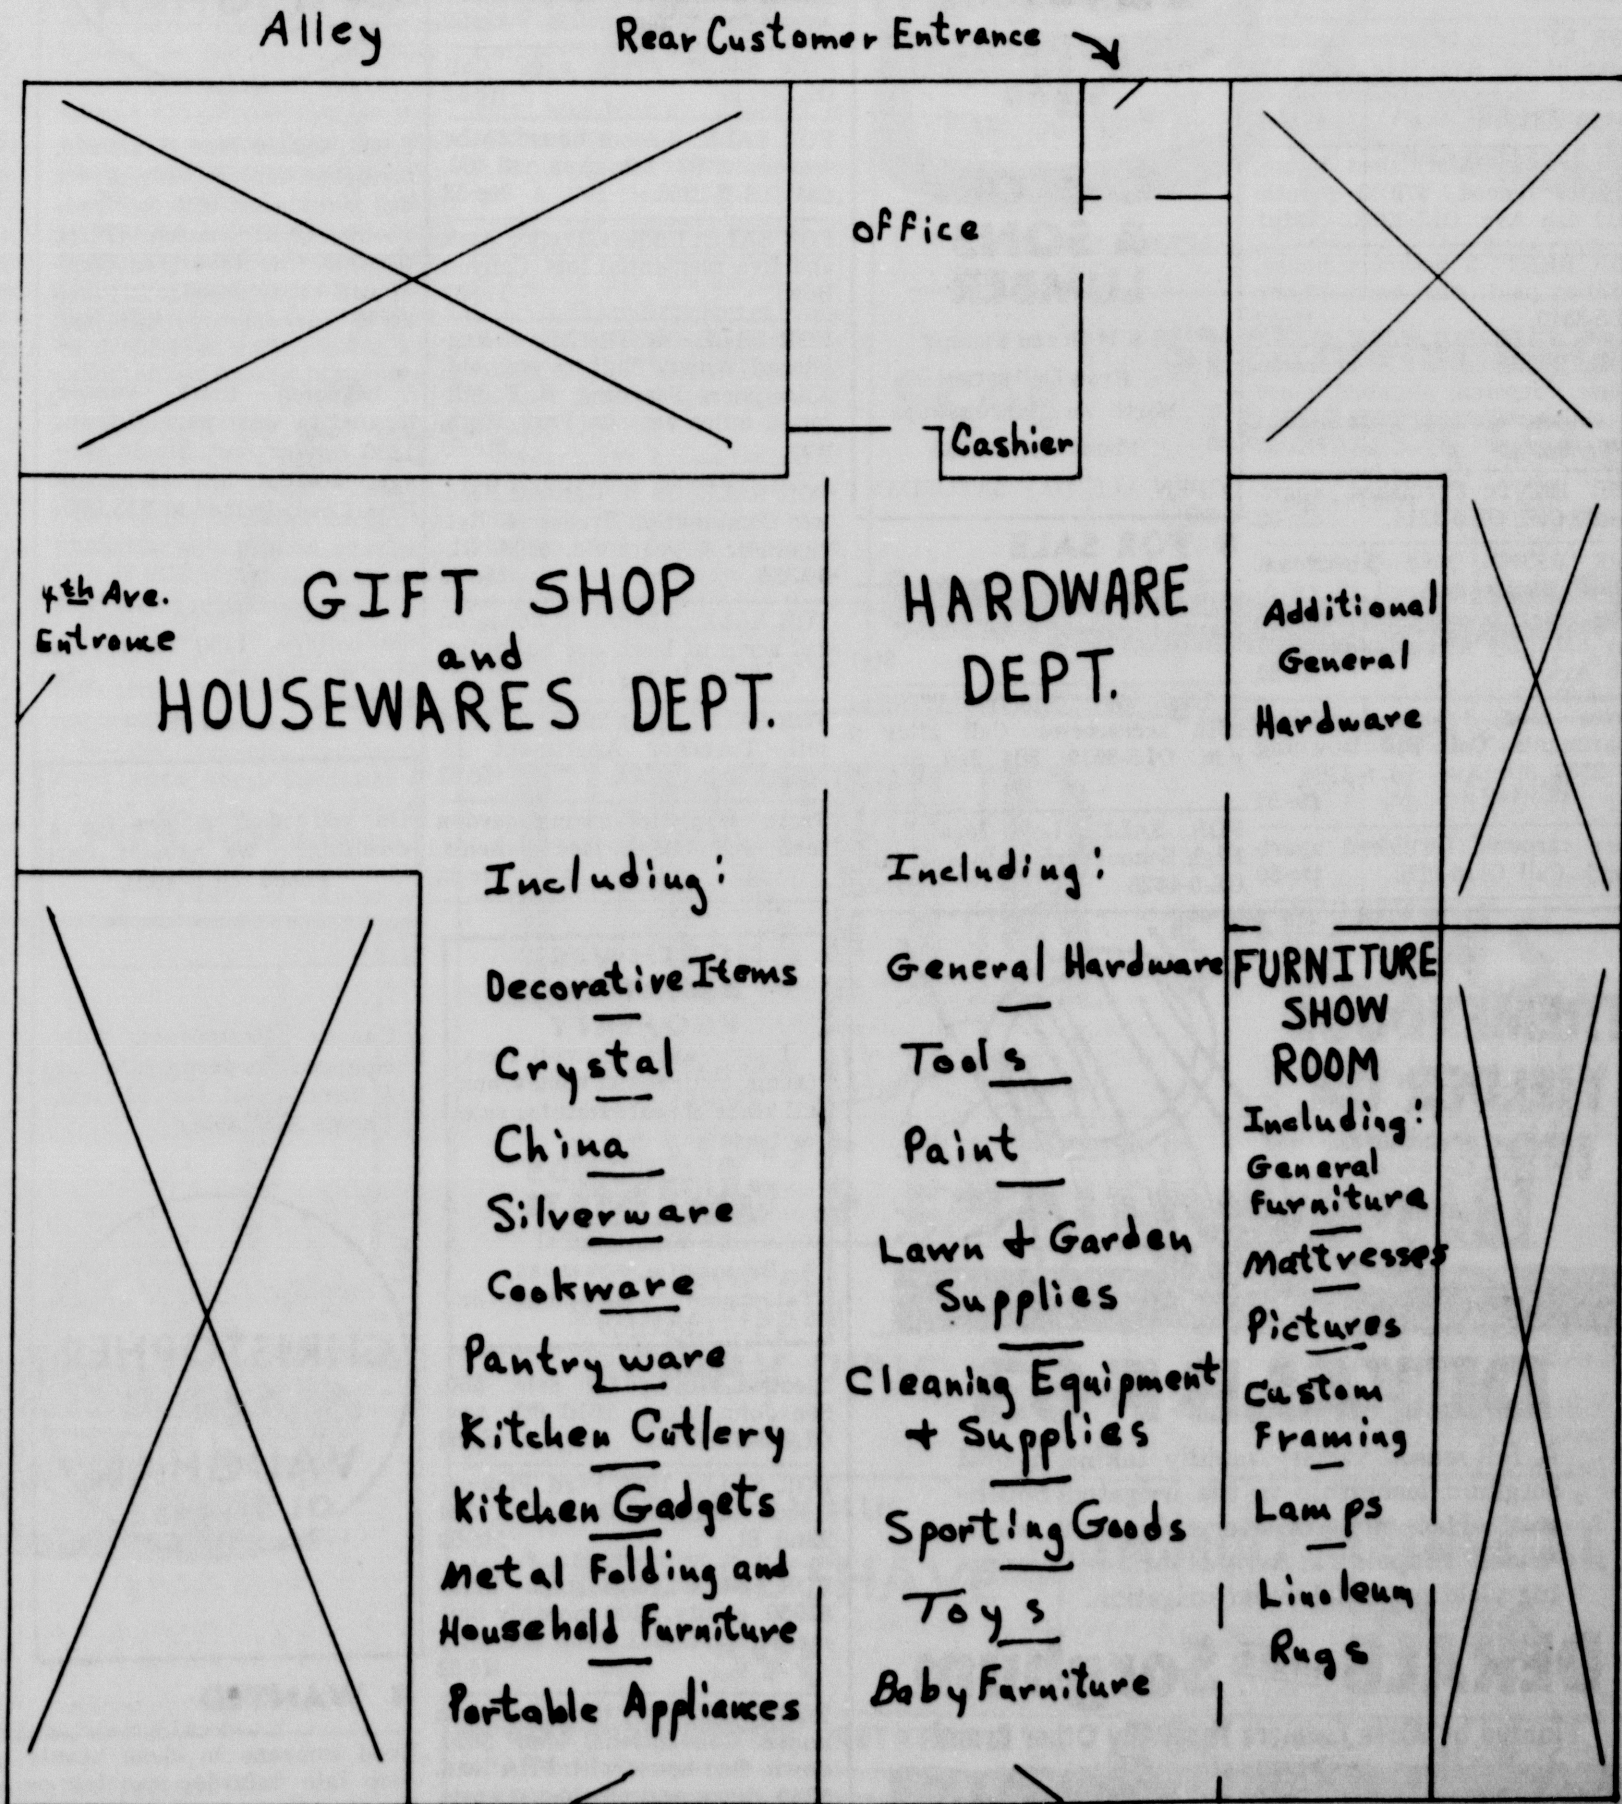 Alley
Rear Customer Entrance
office
Cashier
4th Ave.
Entrance
GIFT SHOP
and
HOUSEWARES DEPT.
Including:
Decorative Items
Crystal
China
Silverware
Cookware
Pantry ware
Kitchen Cutlery
Kitchen Gadgets
Metal Folding and
Household Furniture
Portable Appliances
HARDWARE
DEPT.
Including:
General Hardware
Tools
Paint
Lawn + Garden
Supplies
Cleaning Equipment
+ Supplies
Sporting Goods
Toys
Baby Furniture
Additional
General
Hardware
FURNITURE
SHOW
ROOM
Including:
General
Furniture
Mattresses
Pictures
Custom
Framing
Lamps
Linoleum
Rugs